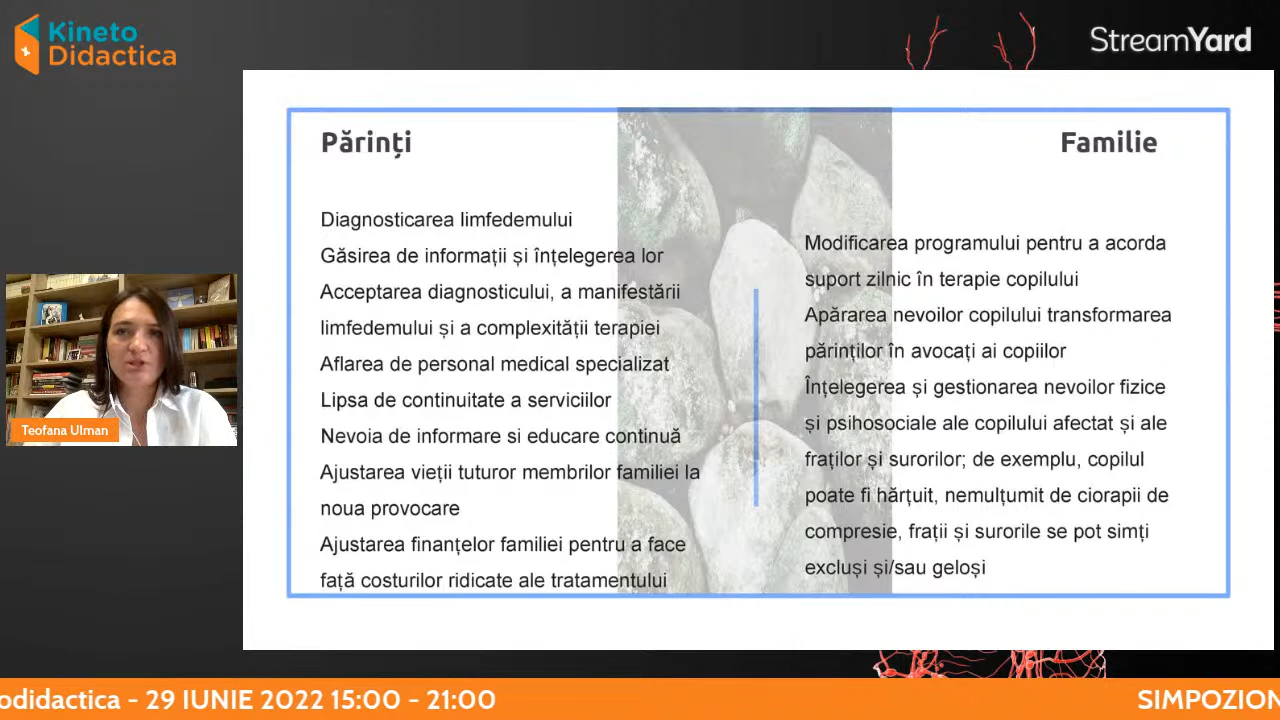 Kineto
Didactica
StreamYard
Părinți
Diagnosticarea limfedemului
Găsirea de informații și înțelegerea lor
Acceptarea diagnosticului, a manifestării
limfedemului și a complexității terapiei
Aflarea de personal medical specializat
Lipsa de continuitate a serviciilor
Nevoia de informare si educare continuă
Ajustarea vieții tuturor membrilor familiei la
noua provocare
Ajustarea finanțelor familiei pentru a face
față costurilor ridicate ale tratamentului
Familie
Modificarea programului pentru a acorda
suport zilnic în terapie copilului
Apărarea nevoilor copilului transformarea
părinților în avocați ai copiilor
Înțelegerea și gestionarea nevoilor fizice
și psihosociale ale copilului afectat și ale
fraților și surorilor; de exemplu, copilul
poate fi hărțuit, nemulțumit de ciorapii de
compresie, frații și surorile se pot simți
excluși și/sau geloși
Teofana Ulman
odidactica - 29 IUNIE 2022 15:00 - 21:00
SIMPOZION